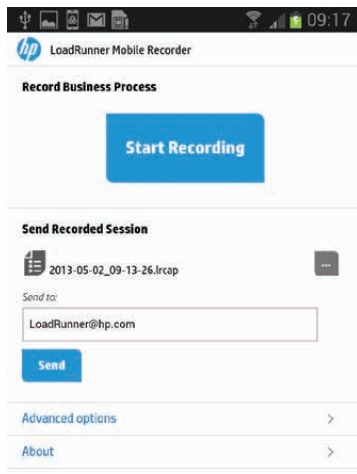 09:17
hp LoadRunner Mobile Recorder
Record Business Process
Start Recording
Send Recorded Session
2013-05-02_09-13-26.lrcap
...
Send to:
LoadRunner@hp.com
Send
Advanced options >
About >